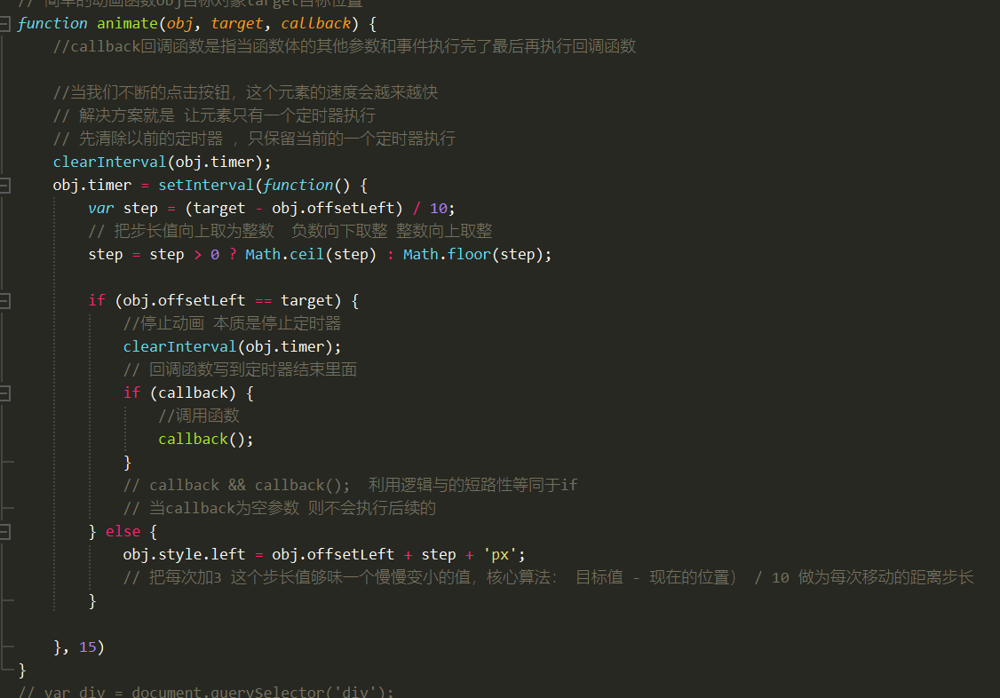 // 简单的动画函数obj目标对象target目标位置
function animate(obj, target, callback) {
//callback回调函数是指当函数体的其他参数和事件执行完了最后再执行回调函数
//当我们不断的点击按钮，这个元素的速度会越来越快
// 解决方案就是 让元素只有一个定时器执行
// 先清除以前的定时器 ，只保留当前的一个定时器执行
clearInterval(obj.timer);
obj.timer = setInterval(function() {
var step = (target - obj.offsetLeft) / 10;
// 把步长值向上取为整数  负数向下取整 整数向上取整
step = step > 0 ? Math.ceil(step) : Math.floor(step);
if (obj.offsetLeft == target) {
//停止动画 本质是停止定时器
clearInterval(obj.timer);
// 回调函数写到定时器结束里面
if (callback) {
//调用函数
callback();
}
// callback && callback();  利用逻辑与的短路性等同于if
// 当callback为空参数 则不会执行后续的
} else {
obj.style.left = obj.offsetLeft + step + 'px';
// 把每次加3 这个步长值够味一个慢慢变小的值，核心算法： 目标值 - 现在的位置） / 10 做为每次移动的距离步长
}
}, 15)
}
// var div = document.querySelector('div');